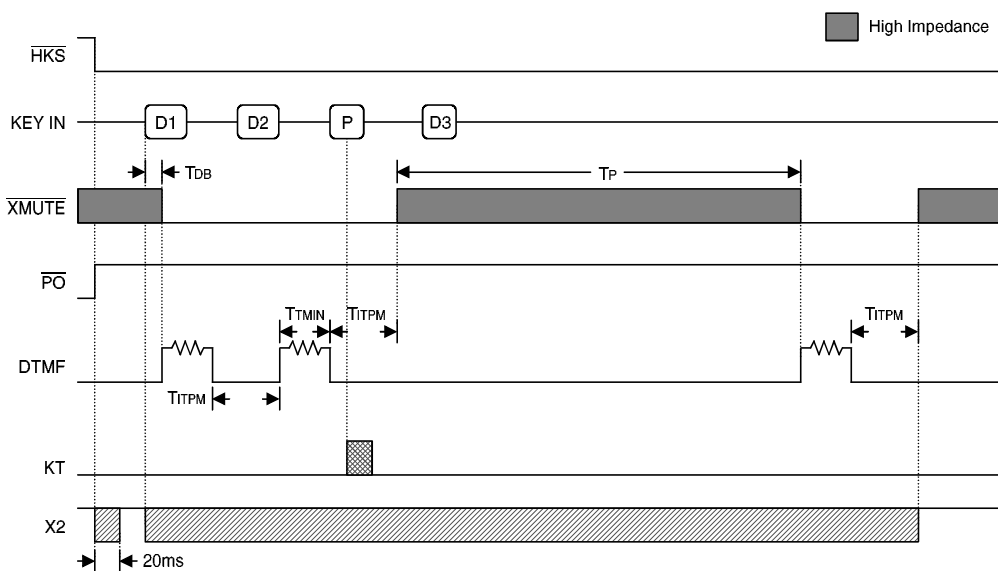 High Impedance
HKS
KEY IN D1 D2 P D3
TDB TP
XMUTE
PO
TTMIN TITPM TITPM
DTMF
TITPM
KT
X2
20ms